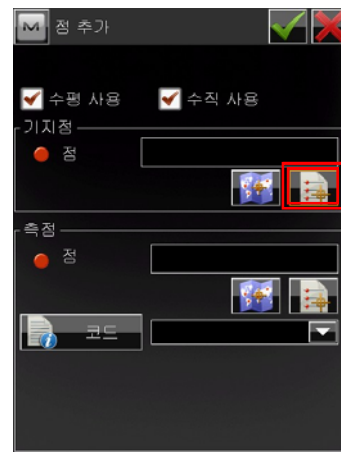 점 추가
수평 사용 수직 사용
기지점
점
측점
점
코드